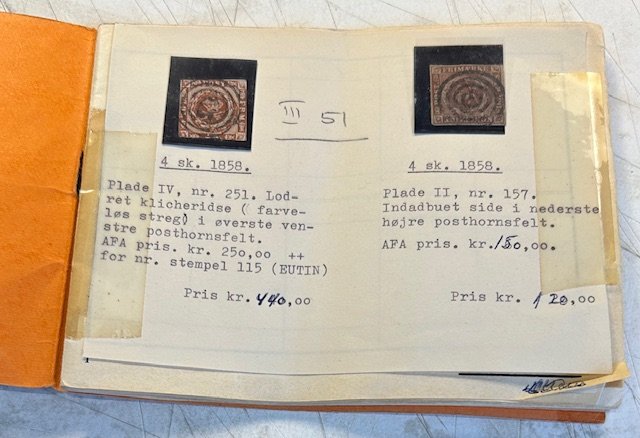 III 51
4 sk. 1858.
Plade IV, nr. 251. Lod-
ret klicheridse ( farve-
løs streg) i øverste ven-
stre posthornsfelt.
AFA pris. kr. 250,00 ++
for nr. stempel 115 (EUTIN)
Pris kr. 440,00
FRIMÆRKE
4 sk. 1858.
Plade II, nr. 157.
Indadbuet side i nederste
højre posthornsfelt.
AFA pris. kr. 150,00.
Pris kr. 120,00